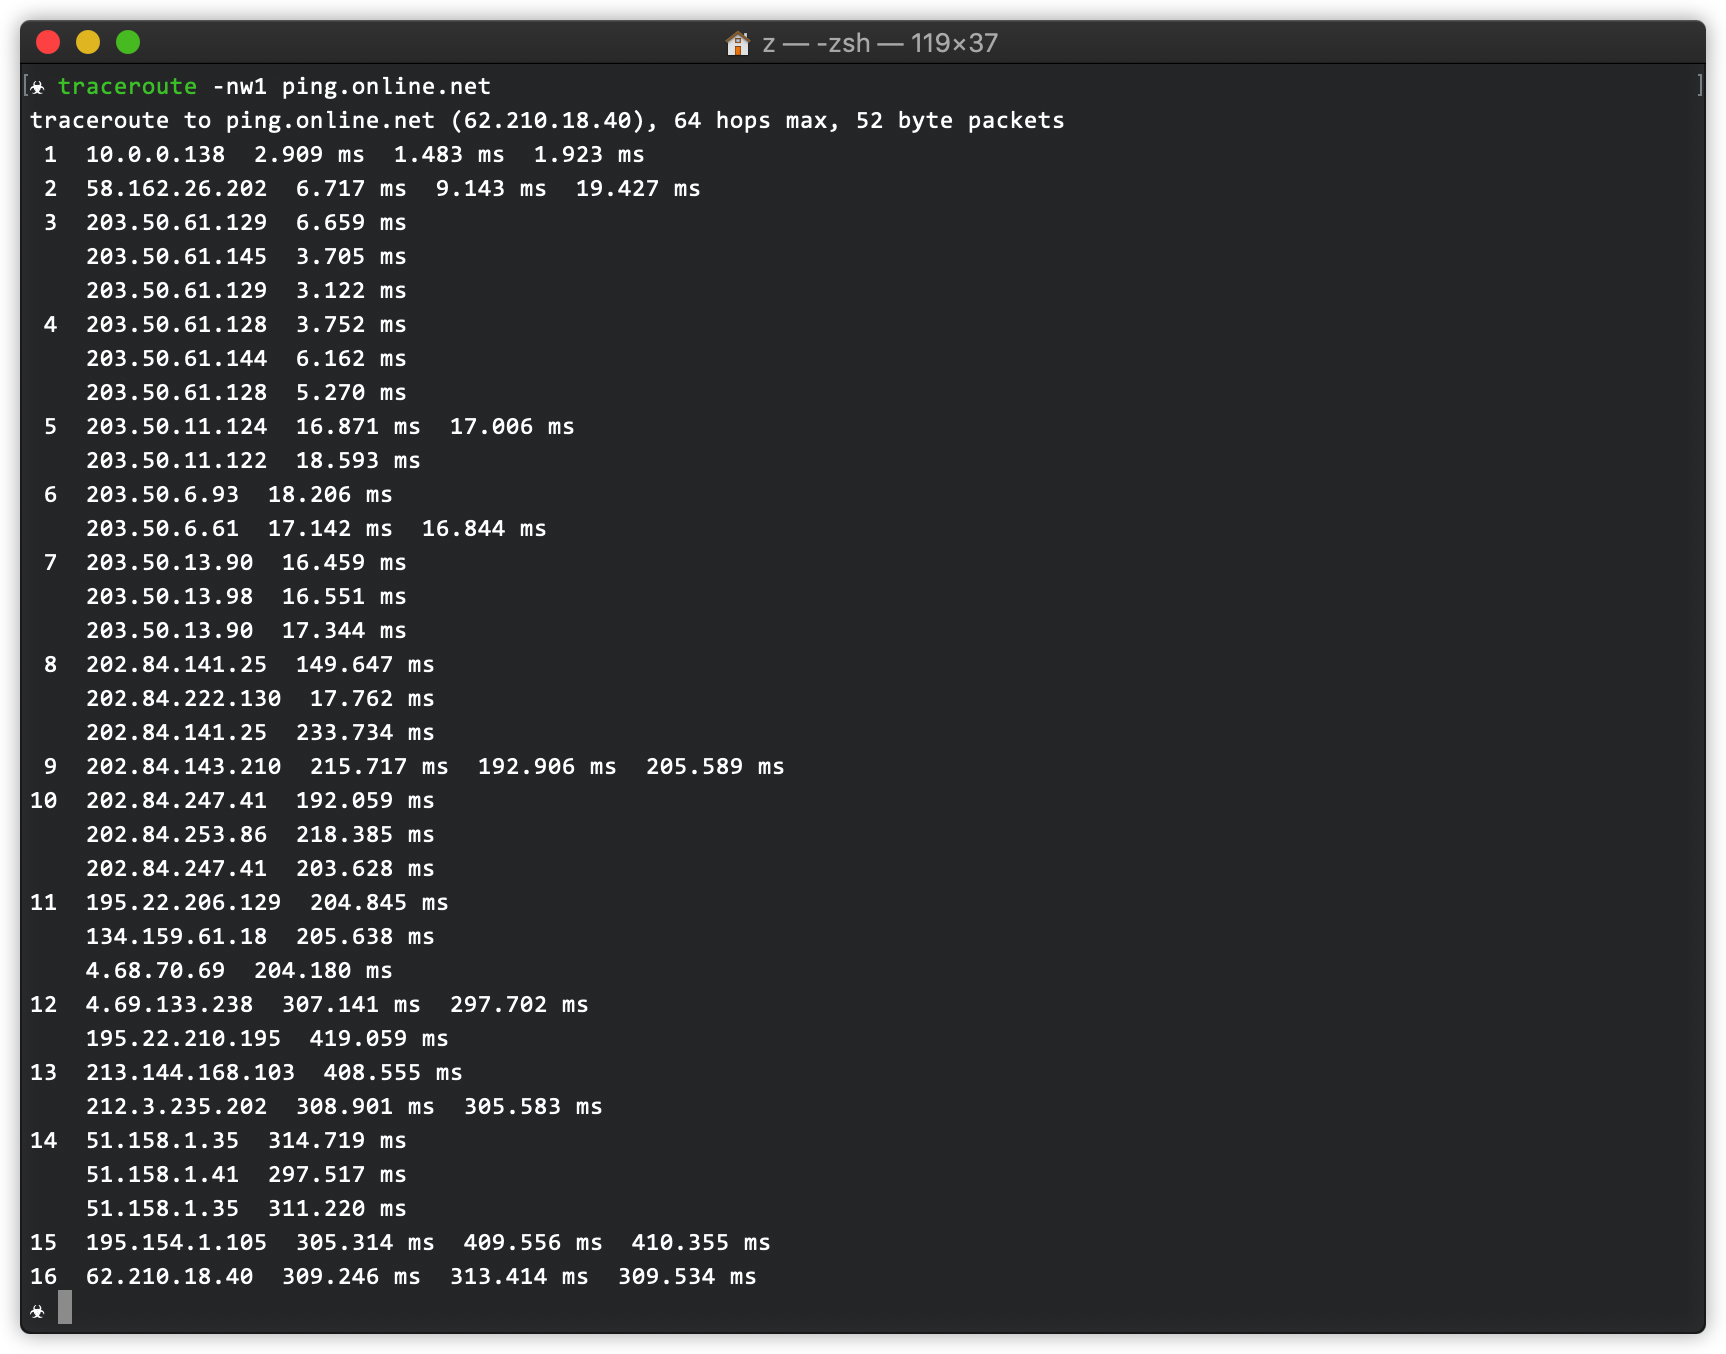 z — -zsh — 119×37
[☣ traceroute -nw1 ping.online.net ]
traceroute to ping.online.net (62.210.18.40), 64 hops max, 52 byte packets
 1  10.0.0.138  2.909 ms  1.483 ms  1.923 ms
 2  58.162.26.202  6.717 ms  9.143 ms  19.427 ms
 3  203.50.61.129  6.659 ms
    203.50.61.145  3.705 ms
    203.50.61.129  3.122 ms
 4  203.50.61.128  3.752 ms
    203.50.61.144  6.162 ms
    203.50.61.128  5.270 ms
 5  203.50.11.124  16.871 ms  17.006 ms
    203.50.11.122  18.593 ms
 6  203.50.6.93  18.206 ms
    203.50.6.61  17.142 ms  16.844 ms
 7  203.50.13.90  16.459 ms
    203.50.13.98  16.551 ms
    203.50.13.90  17.344 ms
 8  202.84.141.25  149.647 ms
    202.84.222.130  17.762 ms
    202.84.141.25  233.734 ms
 9  202.84.143.210  215.717 ms  192.906 ms  205.589 ms
10  202.84.247.41  192.059 ms
    202.84.253.86  218.385 ms
    202.84.247.41  203.628 ms
11  195.22.206.129  204.845 ms
    134.159.61.18  205.638 ms
    4.68.70.69  204.180 ms
12  4.69.133.238  307.141 ms  297.702 ms
    195.22.210.195  419.059 ms
13  213.144.168.103  408.555 ms
    212.3.235.202  308.901 ms  305.583 ms
14  51.158.1.35  314.719 ms
    51.158.1.41  297.517 ms
    51.158.1.35  311.220 ms
15  195.154.1.105  305.314 ms  409.556 ms  410.355 ms
16  62.210.18.40  309.246 ms  313.414 ms  309.534 ms
☣